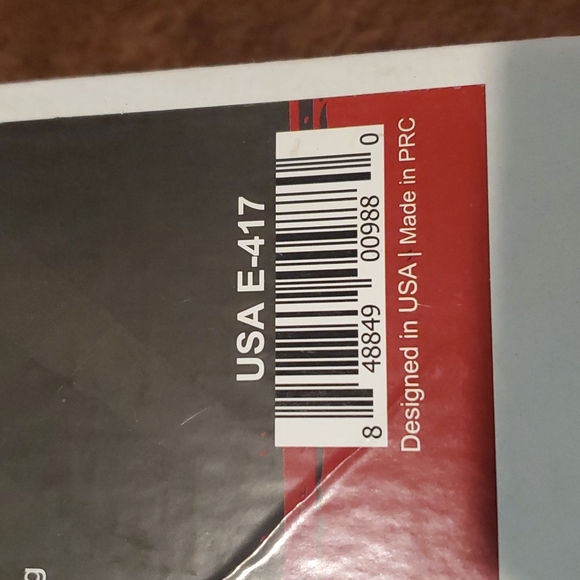 g
USA E-417
8 48849 00988 0
Designed in USA | Made in PRC